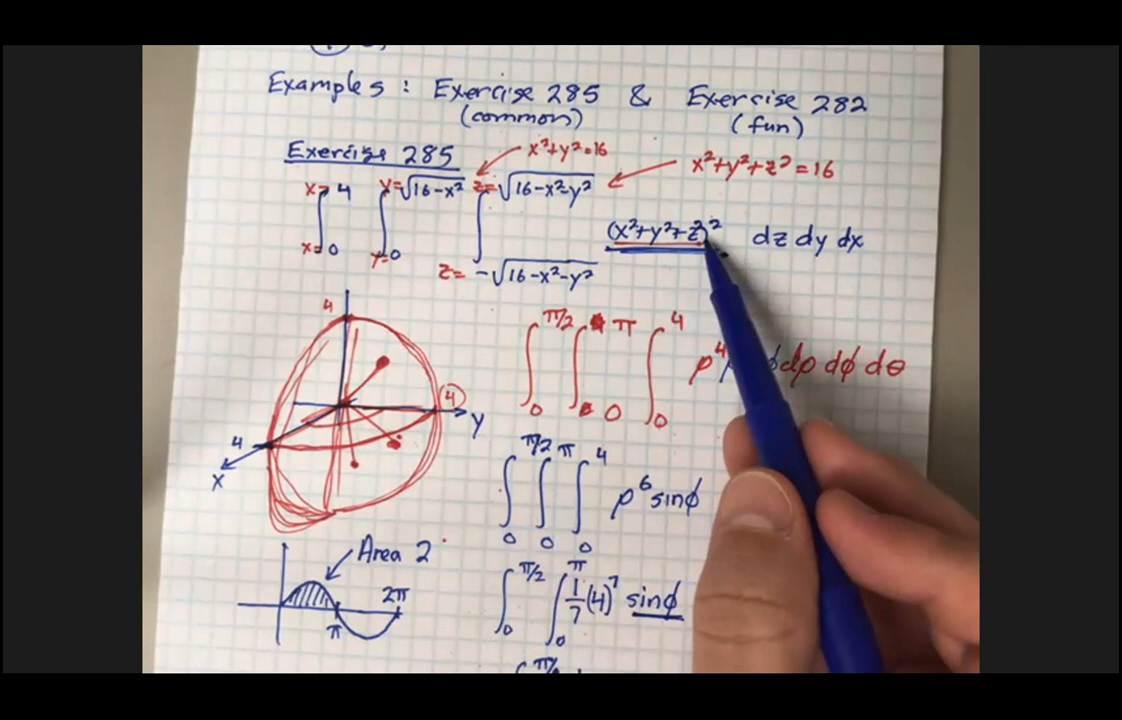 Examples : Exercise 285 & Exercise 282
(common) (fun)
Exercise 285
x²+y²=16
x²+y²+z²=16
x= 4 y=√16-x² z=√16-x²-y²
∫ ∫ ∫ (x²+y²+z²)² dz dy dx
x=0 y=0 z= -√16-x²-y²
4
4
Y
4
X
π/2 π 4
∫ ∫ ∫ ρ⁴ ϕ dρ dϕ dθ
0 0 0
π/2 π 4
∫ ∫ ∫ ρ⁶ sinϕ
0 0 0
Area 2
2π
π
π/2 π
∫ ∫ 1/7 (4)⁷ sinϕ
0 0